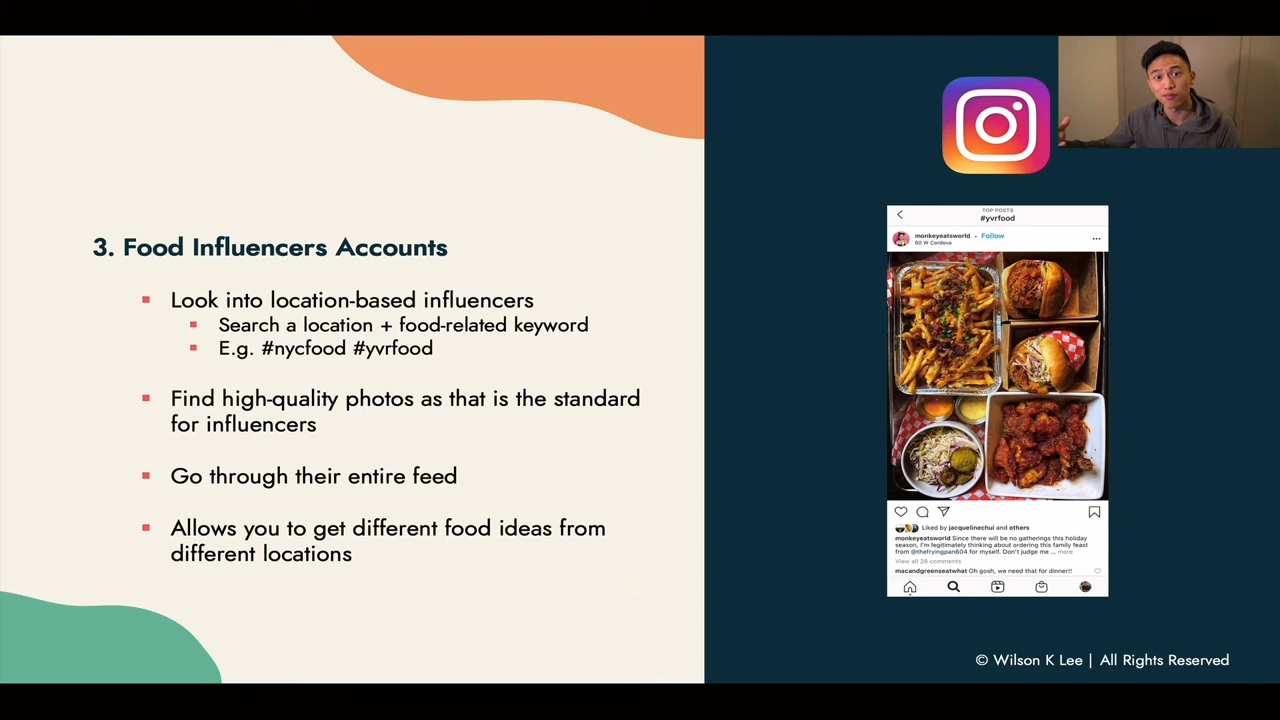 3. Food Influencers Accounts
Look into location-based influencers
Search a location + food-related keyword
E.g. #nycfood #yvrfood
Find high-quality photos as that is the standard
for influencers
Go through their entire feed
Allows you to get different food ideas from
different locations
TOP POSTS
#yvrfood
monkeyeatsworld • Follow
60 W Cordova
Liked by jacquelinechui and others
monkeyeatsworld Since there will be no gatherings this holiday
season, I'm legitimately thinking about ordering this family feast
from @thefryingpan604 for myself. Don't judge me ... more
View all 28 comments
macandgreenseatwhat Oh gosh, we need that for dinner!!
© Wilson K Lee | All Rights Reserved